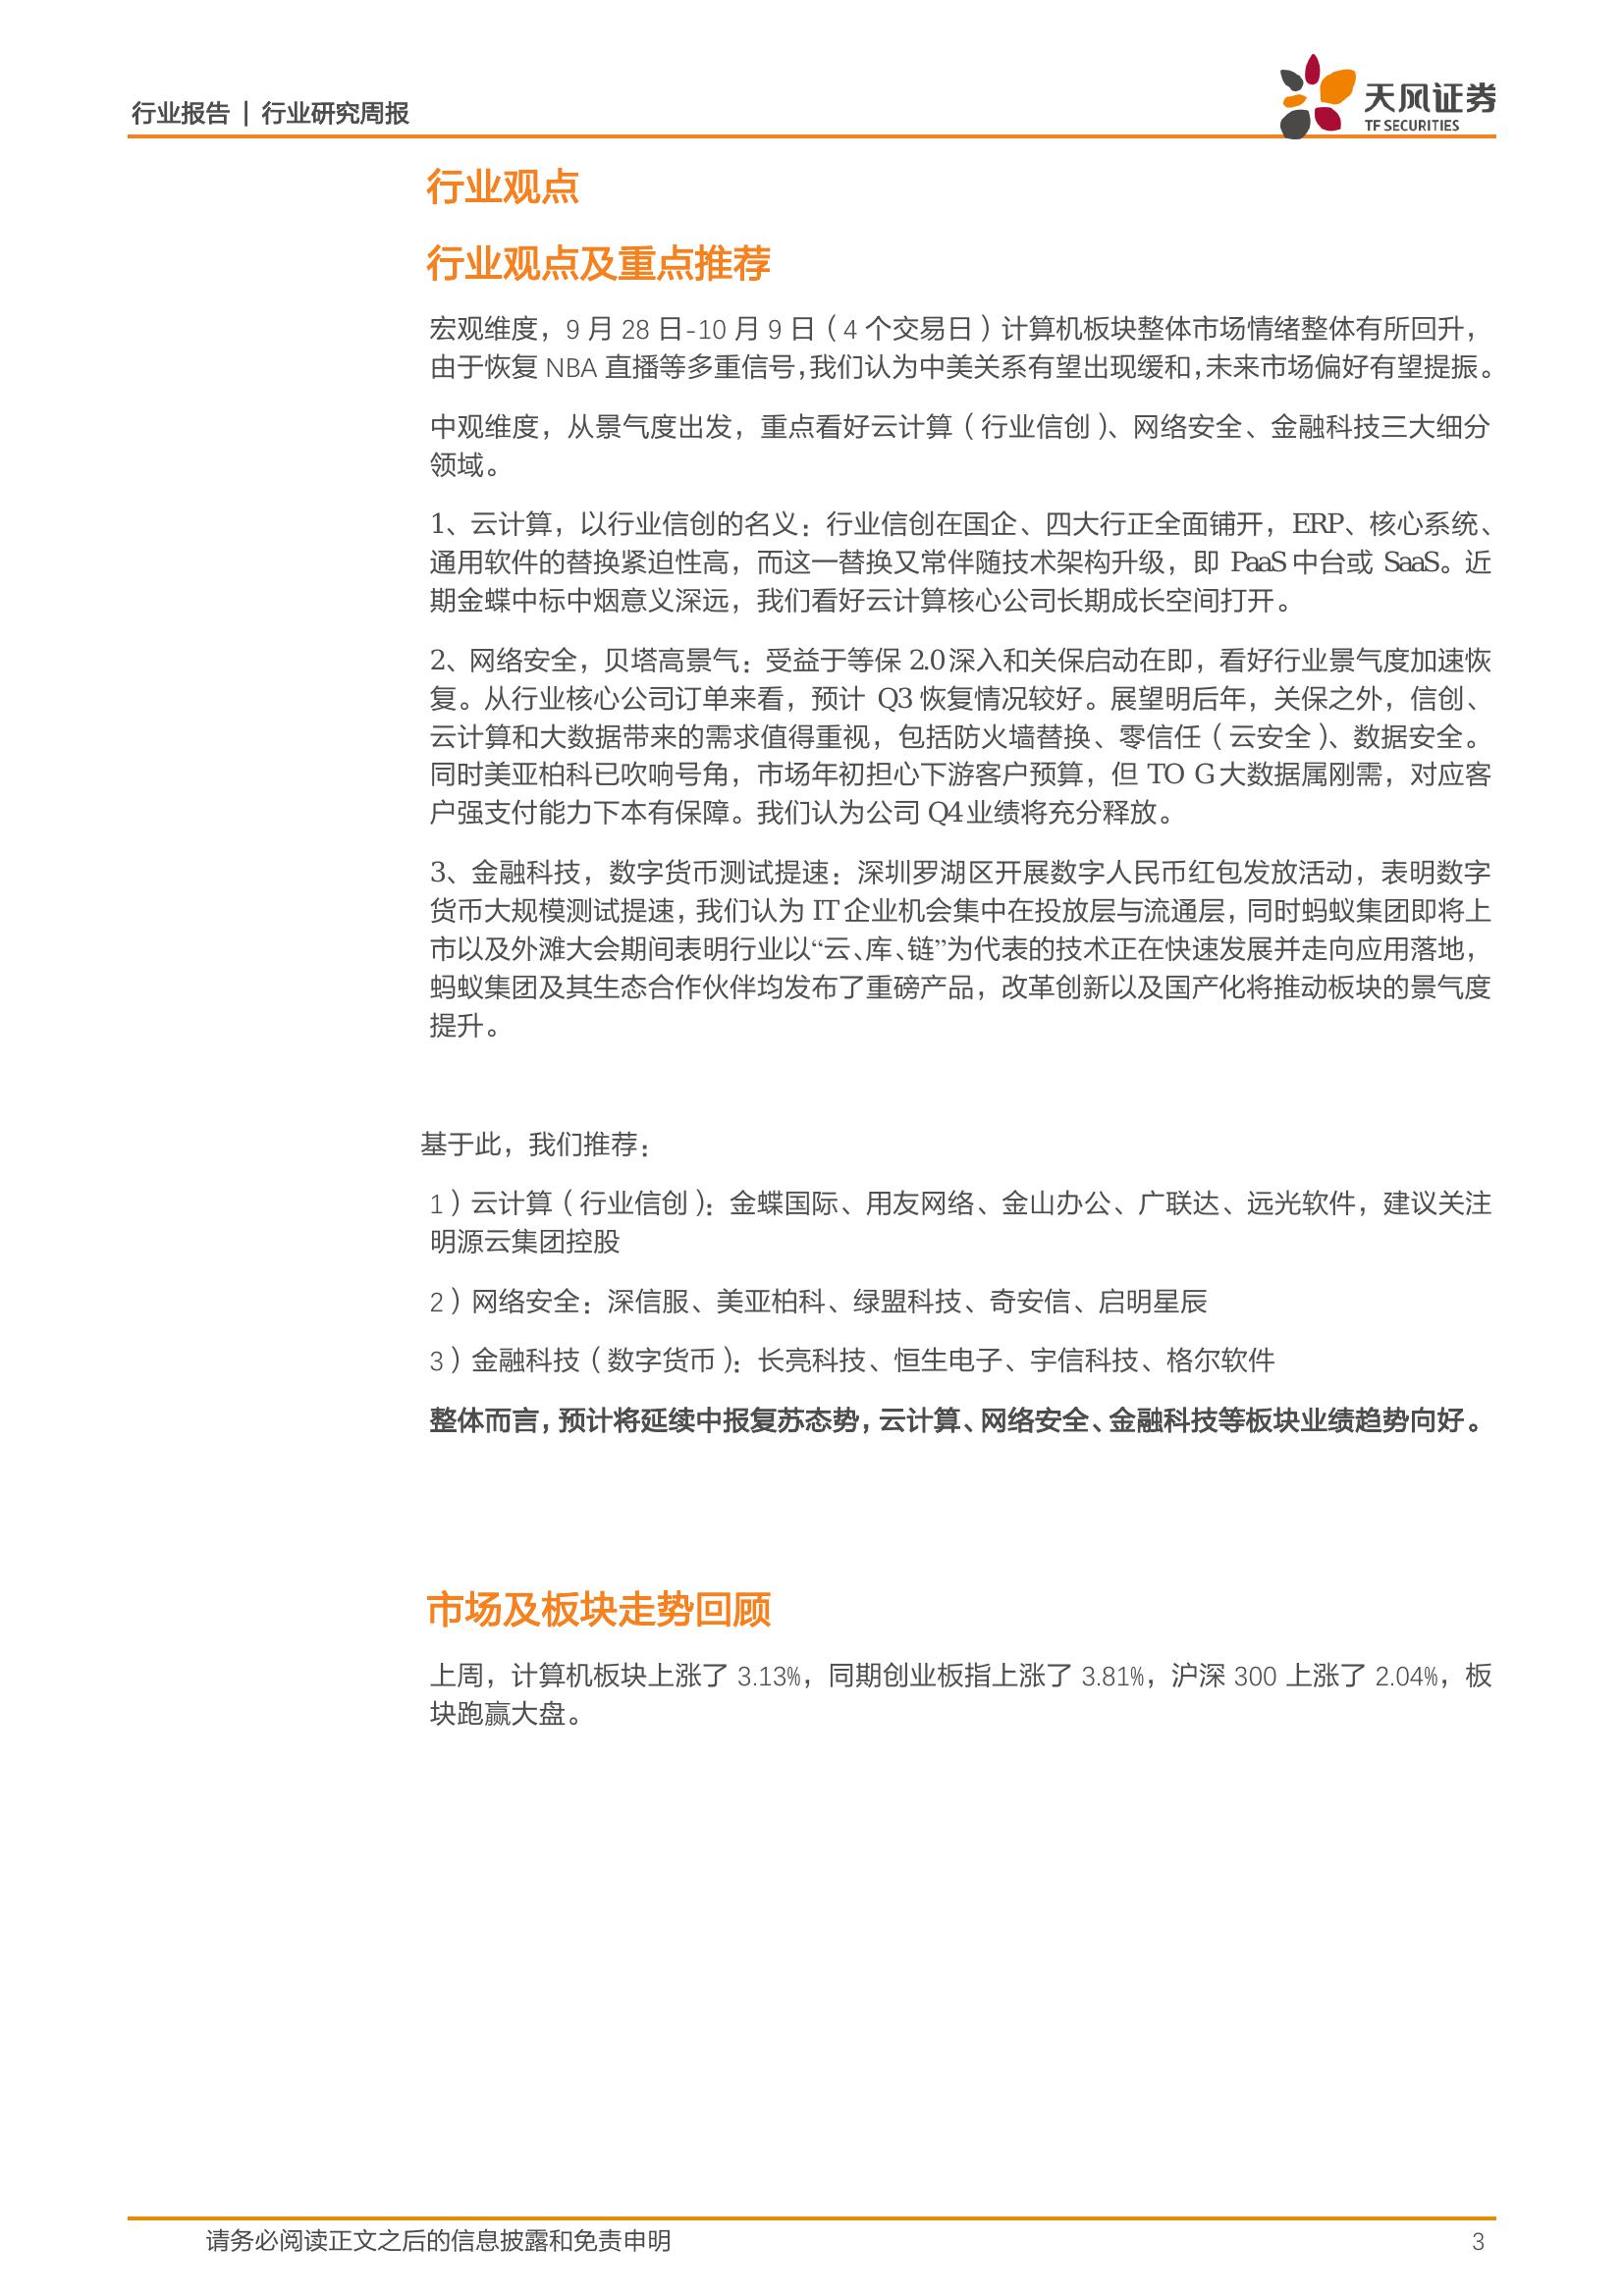 行业报告 | 行业研究周报
天风证券
TF SECURITIES
行业观点
行业观点及重点推荐
宏观维度，9 月 28 日-10 月 9 日（4 个交易日）计算机板块整体市场情绪整体有所回升，
由于恢复 NBA 直播等多重信号，我们认为中美关系有望出现缓和，未来市场偏好有望提振。
中观维度，从景气度出发，重点看好云计算（行业信创）、网络安全、金融科技三大细分
领域。
1、云计算，以行业信创的名义：行业信创在国企、四大行正全面铺开，ERP、核心系统、
通用软件的替换紧迫性高，而这一替换又常伴随技术架构升级，即 PaaS 中台或 SaaS。近
期金蝶中标中烟意义深远，我们看好云计算核心公司长期成长空间打开。
2、网络安全，贝塔高景气：受益于等保 2.0 深入和关保启动在即，看好行业景气度加速恢
复。从行业核心公司订单来看，预计 Q3 恢复情况较好。展望明后年，关保之外，信创、
云计算和大数据带来的需求值得重视，包括防火墙替换、零信任（云安全）、数据安全。
同时美亚柏科已吹响号角，市场年初担心下游客户预算，但 TO G 大数据属刚需，对应客
户强支付能力下本有保障。我们认为公司 Q4 业绩将充分释放。
3、金融科技，数字货币测试提速：深圳罗湖区开展数字人民币红包发放活动，表明数字
货币大规模测试提速，我们认为 IT 企业机会集中在投放层与流通层，同时蚂蚁集团即将上
市以及外滩大会期间表明行业以“云、库、链”为代表的技术正在快速发展并走向应用落地，
蚂蚁集团及其生态合作伙伴均发布了重磅产品，改革创新以及国产化将推动板块的景气度
提升。
基于此，我们推荐：
1）云计算（行业信创）：金蝶国际、用友网络、金山办公、广联达、远光软件，建议关注
明源云集团控股
2）网络安全：深信服、美亚柏科、绿盟科技、奇安信、启明星辰
3）金融科技（数字货币）：长亮科技、恒生电子、宇信科技、格尔软件
整体而言，预计将延续中报复苏态势，云计算、网络安全、金融科技等板块业绩趋势向好。
市场及板块走势回顾
上周，计算机板块上涨了 3.13%，同期创业板指上涨了 3.81%，沪深 300 上涨了 2.04%，板
块跑赢大盘。
请务必阅读正文之后的信息披露和免责申明
3